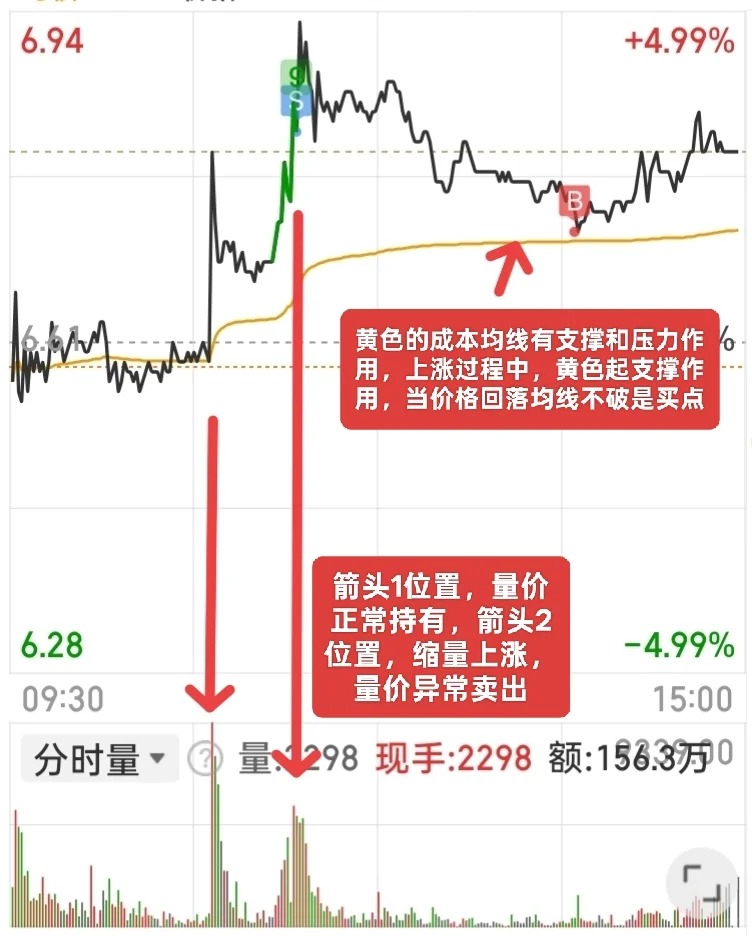 6.94
+4.99%
9
S
B
6.61
%
黄色的成本均线有支撑和压力作
用，上涨过程中，黄色起支撑作
用，当价格回落均线不破是买点
箭头1位置，量价
正常持有，箭头2
位置，缩量上涨，
量价异常卖出
6.28
-4.99%
09:30
15:00
分时量
?
量:2298
现手:2298
额:156.3万